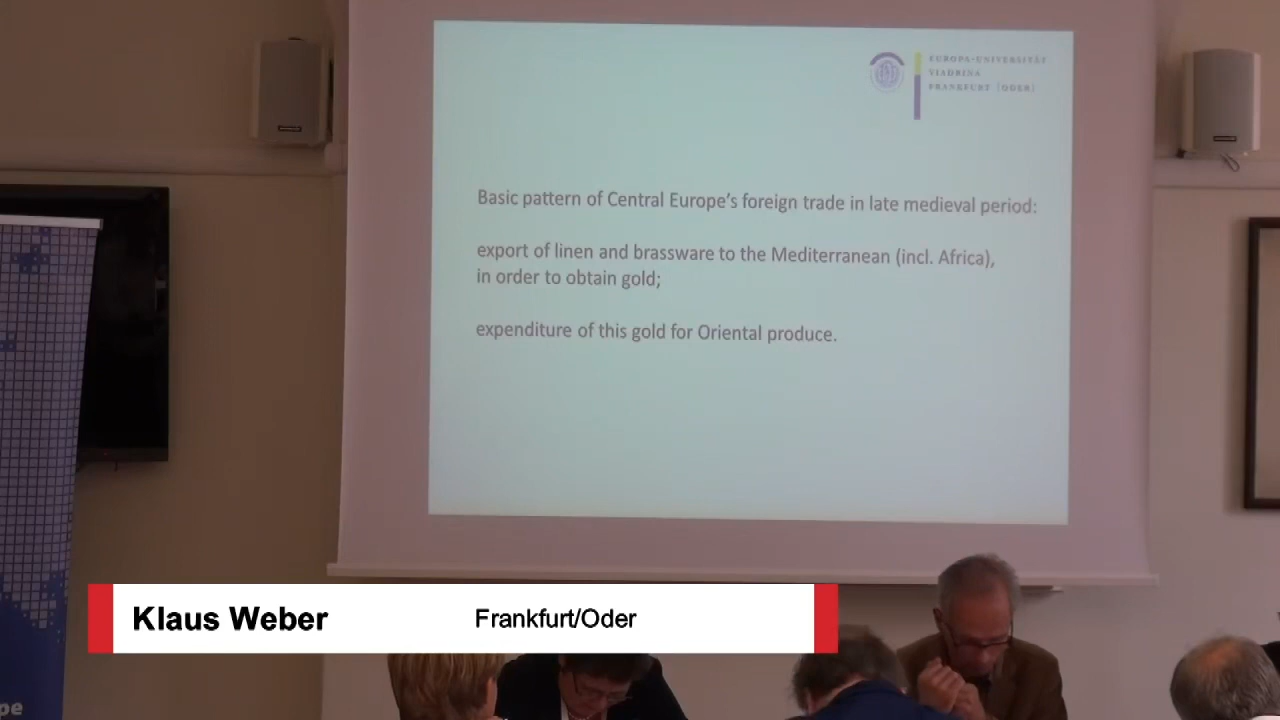 EUROPA-UNIVERSITÄT
VIADRINA
FRANKFURT (ODER)
Basic pattern of Central Europe's foreign trade in late medieval period:
export of linen and brassware to the Mediterranean (incl. Africa),
in order to obtain gold;
expenditure of this gold for Oriental produce.
Klaus Weber
Frankfurt/Oder
pe